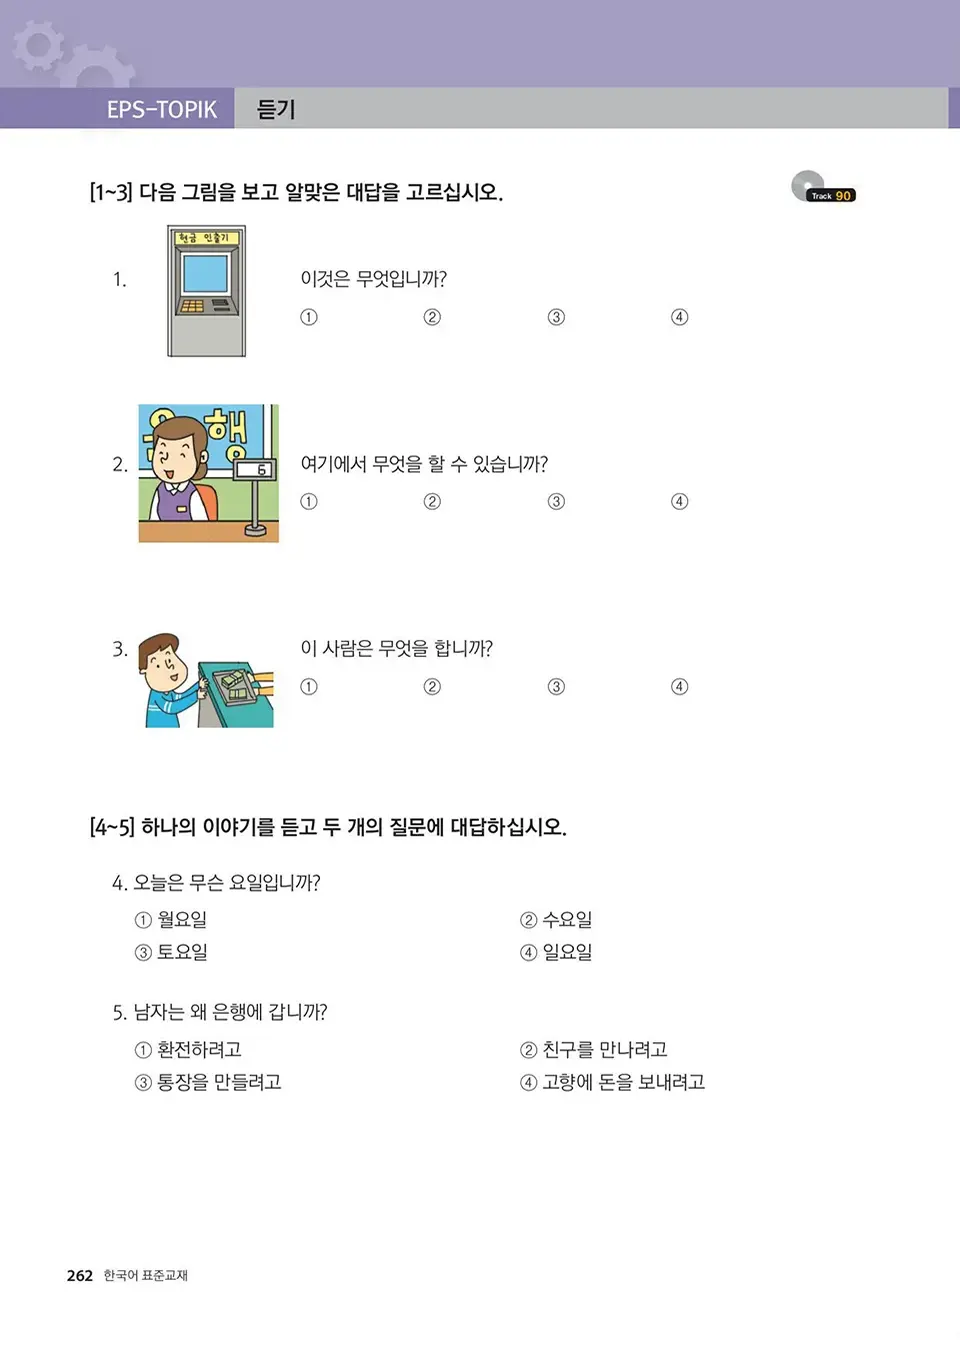 EPS-TOPIK 듣기
[1~3] 다음 그림을 보고 알맞은 대답을 고르십시오.
Track 90
현금 인출기
1. 이것은 무엇입니까?
① ② ③ ④
은행
6
2. 여기에서 무엇을 할 수 있습니까?
① ② ③ ④
3. 이 사람은 무엇을 합니까?
① ② ③ ④
[4~5] 하나의 이야기를 듣고 두 개의 질문에 대답하십시오.
4. 오늘은 무슨 요일입니까?
① 월요일 ② 수요일
③ 토요일 ④ 일요일
5. 남자는 왜 은행에 갑니까?
① 환전하려고 ② 친구를 만나려고
③ 통장을 만들려고 ④ 고향에 돈을 보내려고
262 한국어 표준교재